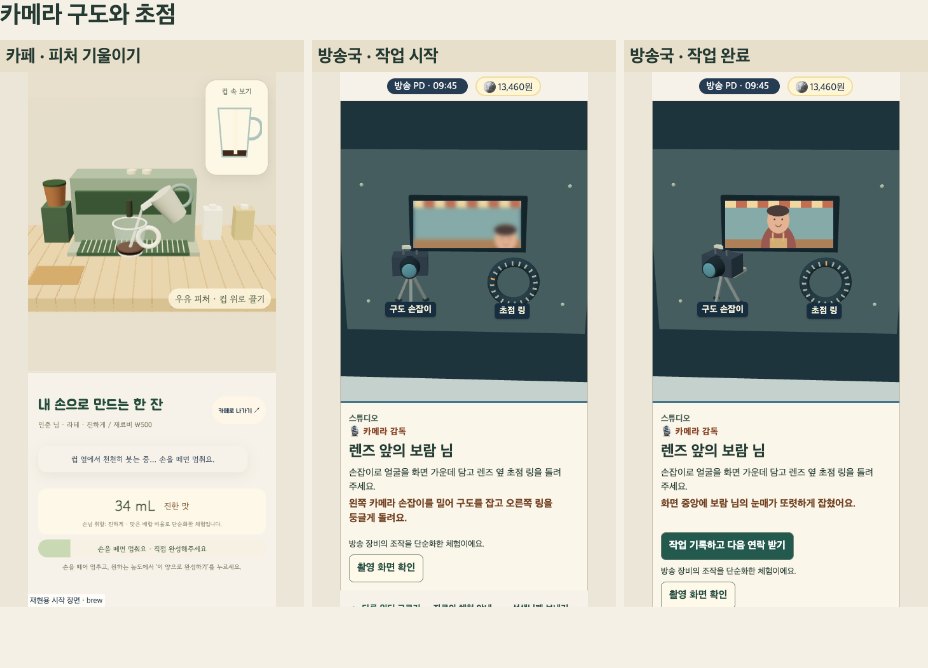 카메라 구도와 초점
카페 · 피처 기울이기
컵 속 보기
우유 피처 · 컵 위로 끌기
내 손으로 만드는 한 잔
카페로 나가기 ↗
민준 님 · 라떼 · 진하게 / 재료비 ₩500
컵 옆에서 천천히 붓는 중… 손을 떼면 멈춰요.
34 mL 진한 맛
손을 떼면 멈춰요 · 직접 완성해주세요
재현용 시작 장면 · brew
방송국 · 작업 시작
방송 PD · 09:45
13,460원
구도 손잡이
초점 링
스튜디오
카메라 감독
렌즈 앞의 보람 님
손잡이로 얼굴을 화면 가운데 담고 렌즈 옆 초점 링을 돌려
주세요.
왼쪽 카메라 손잡이를 밀어 구도를 잡고 오른쪽 링을
둥글게 돌려요.
방송 장비의 조작을 단순화한 체험이에요.
촬영 화면 확인
방송국 · 작업 완료
방송 PD · 09:45
13,460원
구도 손잡이
초점 링
스튜디오
카메라 감독
렌즈 앞의 보람 님
손잡이로 얼굴을 화면 가운데 담고 렌즈 옆 초점 링을 돌려
주세요.
화면 중앙에 보람 님의 눈매가 또렷하게 잡혔어요.
작업 기록하고 다음 연락 받기
방송 장비의 조작을 단순화한 체험이에요.
촬영 화면 확인